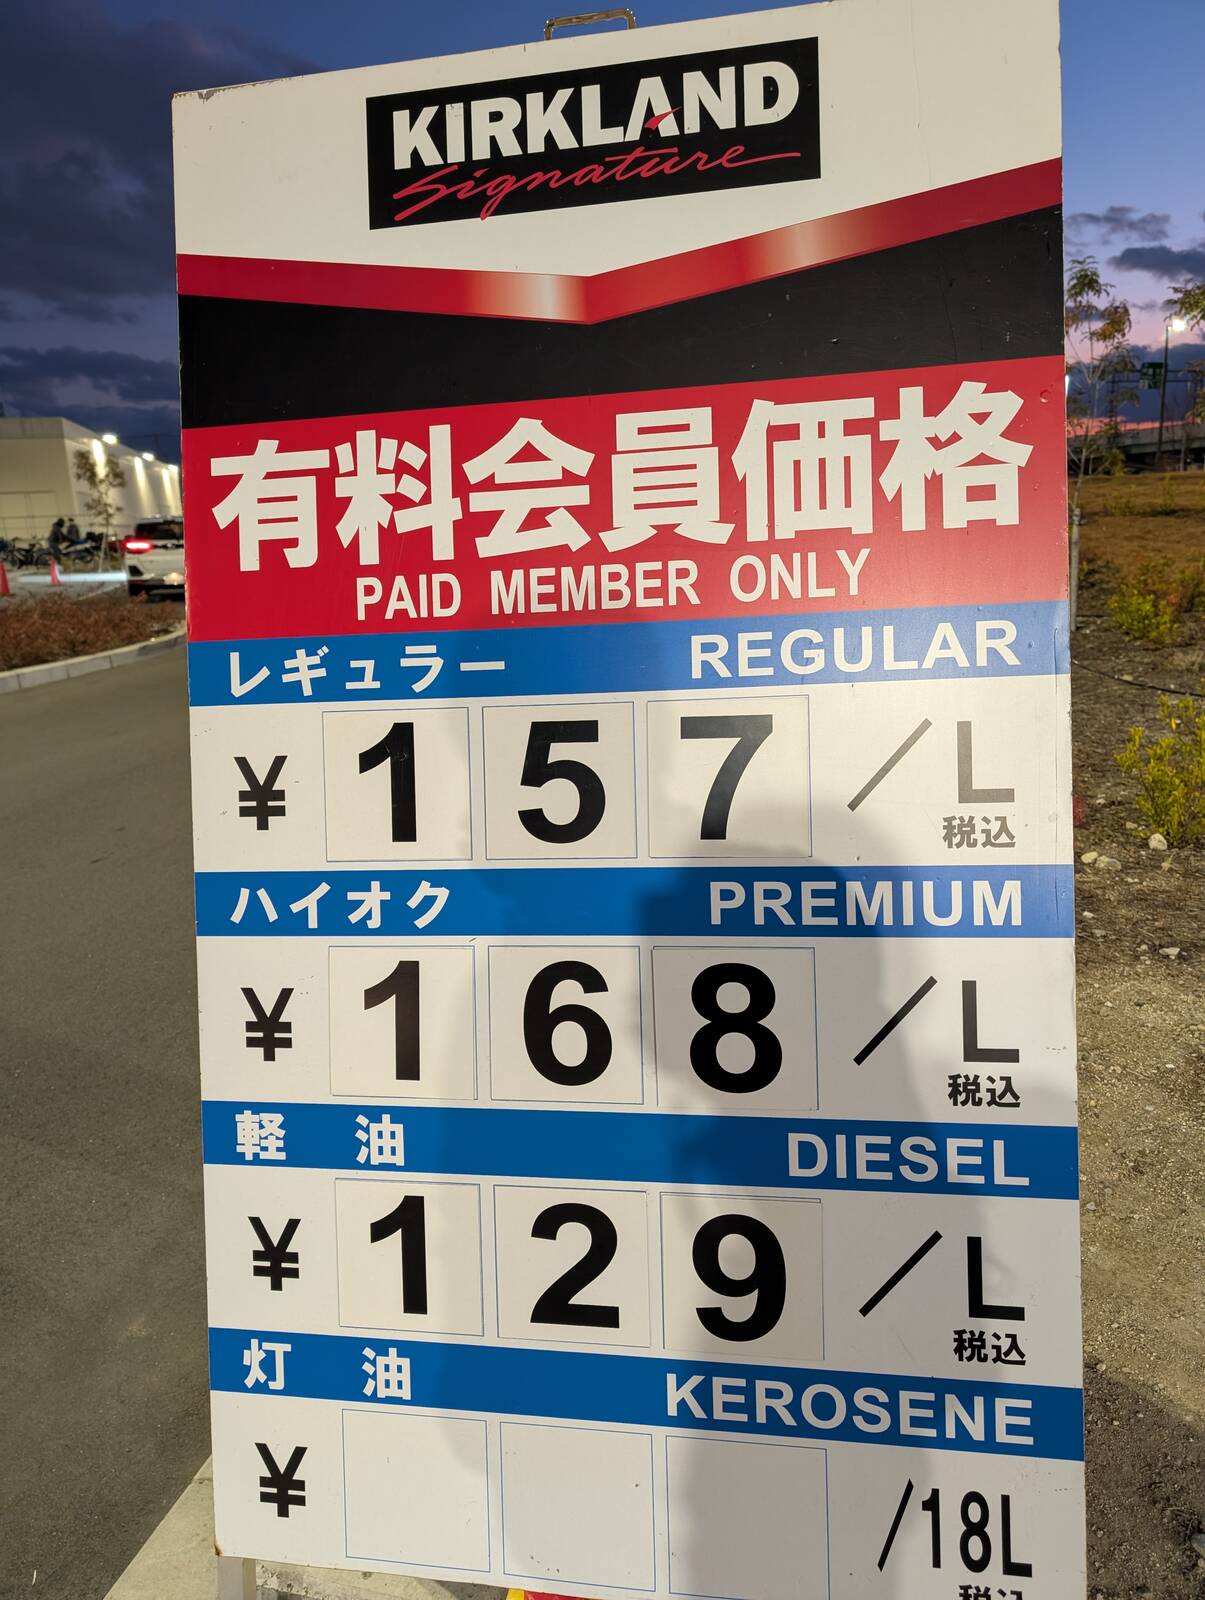 KIRKLAND
Signature
有料会員価格
PAID MEMBER ONLY
レギュラー REGULAR
¥ 157 /L
税込
ハイオク PREMIUM
¥ 168 /L
税込
軽 油 DIESEL
¥ 129 /L
税込
灯 油 KEROSENE
¥ /18L
税込